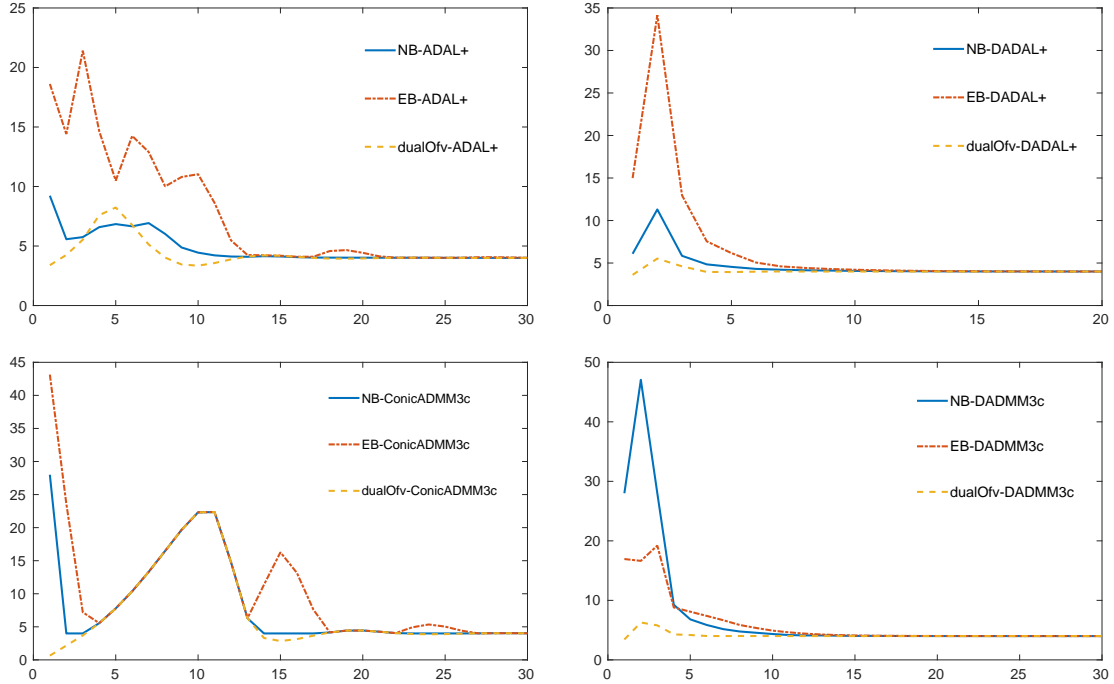 25
20
15
10
5
0
0 5 10 15 20 25 30
NB-ADAL+
EB-ADAL+
dualOfv-ADAL+
35
30
25
20
15
10
5
0
0 5 10 15 20
NB-DADAL+
EB-DADAL+
dualOfv-DADAL+
45
40
35
30
25
20
15
10
5
0
0 5 10 15 20 25 30
NB-ConicADMM3c
EB-ConicADMM3c
dualOfv-ConicADMM3c
50
40
30
20
10
0
0 5 10 15 20 25 30
NB-DADMM3c
EB-DADMM3c
dualOfv-DADMM3c